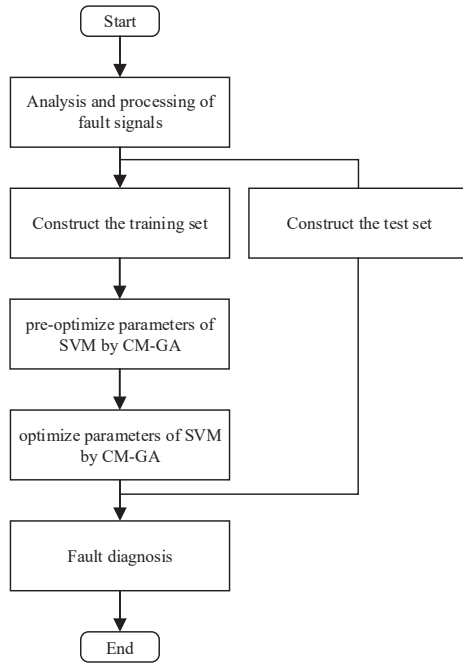 Start
Analysis and processing of
fault signals
Construct the training set
Construct the test set
pre-optimize parameters of
SVM by CM-GA
optimize parameters of SVM
by CM-GA
Fault diagnosis
End